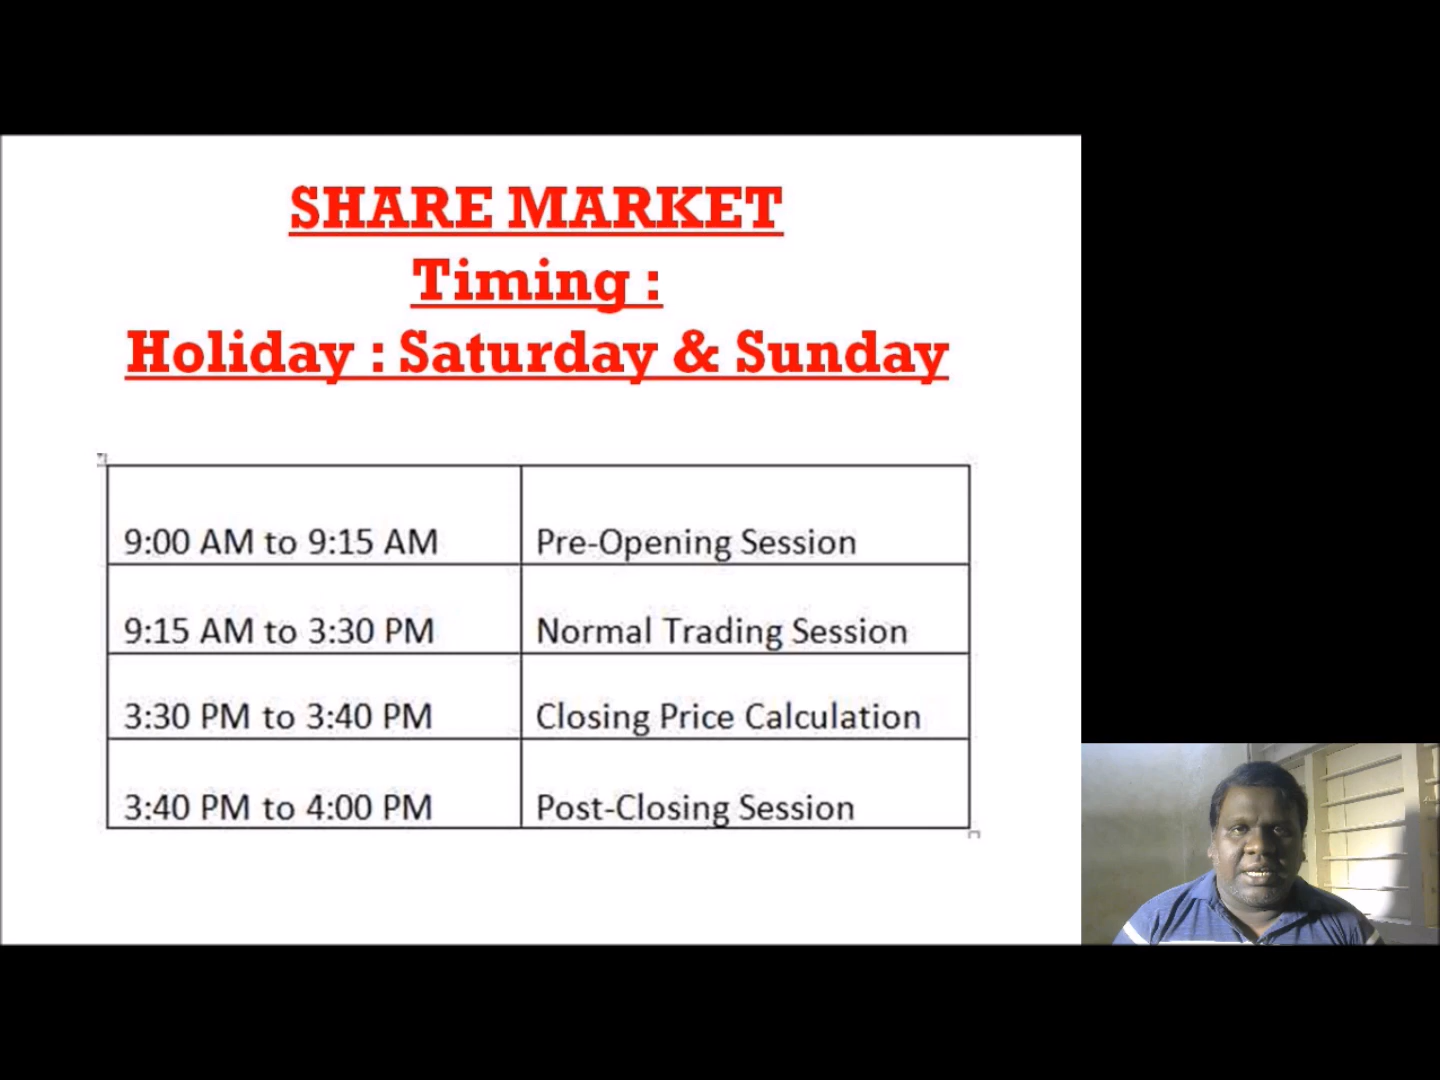 SHARE MARKET
Timing :
Holiday : Saturday & Sunday
9:00 AM to 9:15 AM Pre-Opening Session
9:15 AM to 3:30 PM Normal Trading Session
3:30 PM to 3:40 PM Closing Price Calculation
3:40 PM to 4:00 PM Post-Closing Session